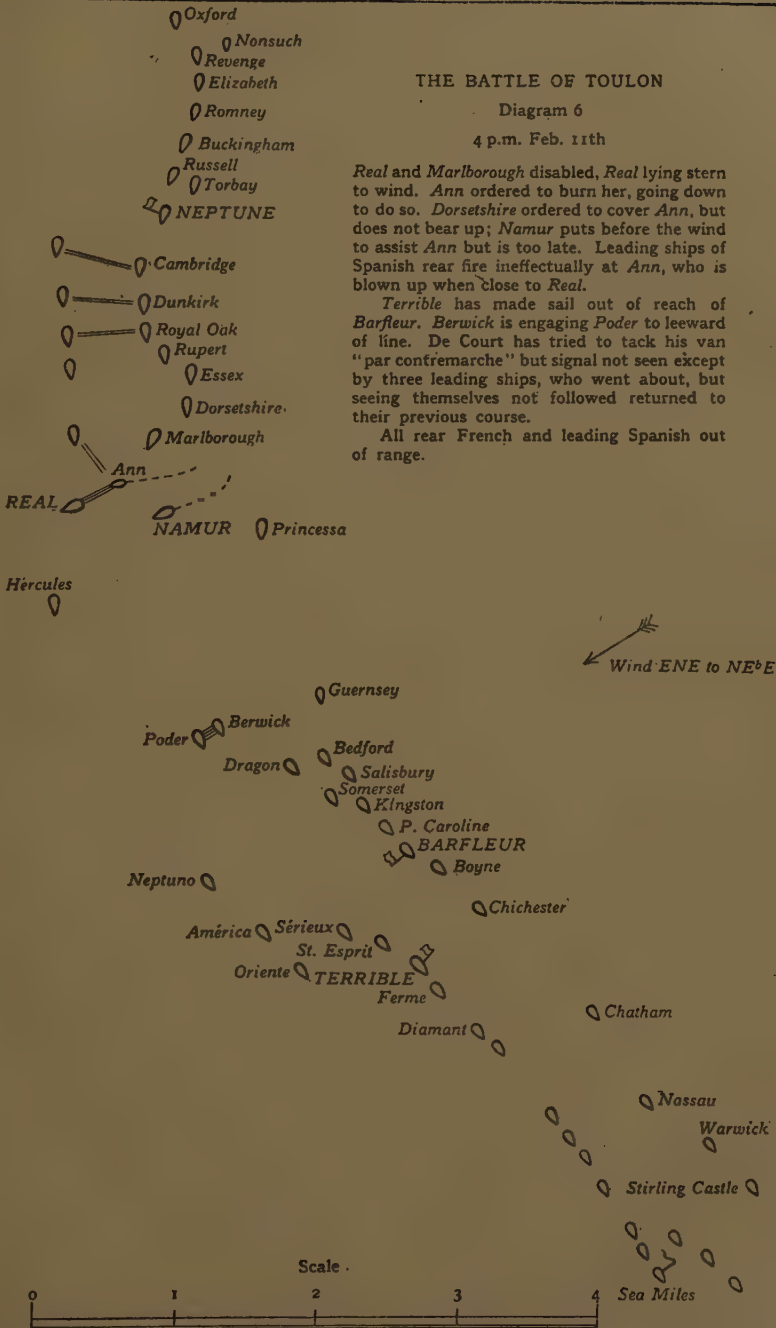 Oxford
Nonsuch
Revenge
Elizabeth
Romney
Buckingham
Russell
Torbay
NEPTUNE
Cambridge
Dunkirk
Royal Oak
Rupert
Essex
Dorsetshire
Marlborough
Ann
REAL
NAMUR
Princessa
Hércules
THE BATTLE OF TOULON
Diagram 6
4 p.m. Feb. 11th
Real and Marlborough disabled, Real lying stern
to wind. Ann ordered to burn her, going down
to do so. Dorsetshire ordered to cover Ann, but
does not bear up; Namur puts before the wind
to assist Ann but is too late. Leading ships of
Spanish rear fire ineffectually at Ann, who is
blown up when close to Real.
Terrible has made sail out of reach of
Barfleur. Berwick is engaging Poder to leeward
of line. De Court has tried to tack his van
"par contremarche" but signal not seen except
by three leading ships, who went about, but
seeing themselves not followed returned to
their previous course.
All rear French and leading Spanish out
of range.
Wind ENE to NEbE
Guernsey
Berwick
Poder
Bedford
Dragon
Salisbury
Somerset
Kingston
P. Caroline
BARFLEUR
Boyne
Neptuno
Chichester
América
Sérieux
St. Esprit
Oriente
TERRIBLE
Ferme
Chatham
Diamant
Nassau
Warwick
Stirling Castle
Scale
0 1 2 3 4 Sea Miles